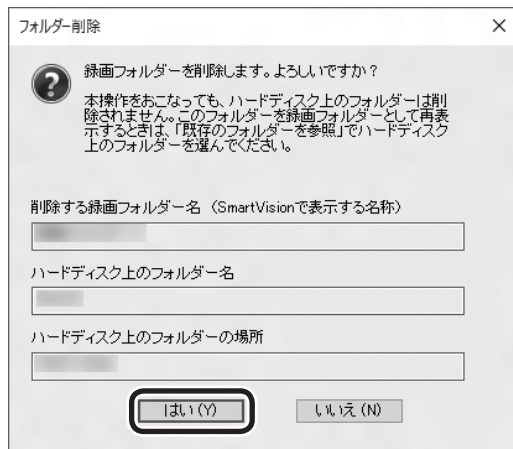 フォルダー削除
録画フォルダーを削除します。よろしいですか？
本操作をおこなっても、ハードディスク上のフォルダーは削
除されません。このフォルダーを録画フォルダーとして再表
示するときは、「既存のフォルダーを参照」でハードディスク
上のフォルダーを選んでください。
削除する録画フォルダー名（SmartVisionで表示する名称）
ハードディスク上のフォルダー名
ハードディスク上のフォルダーの場所
はい(Y) いいえ(N)